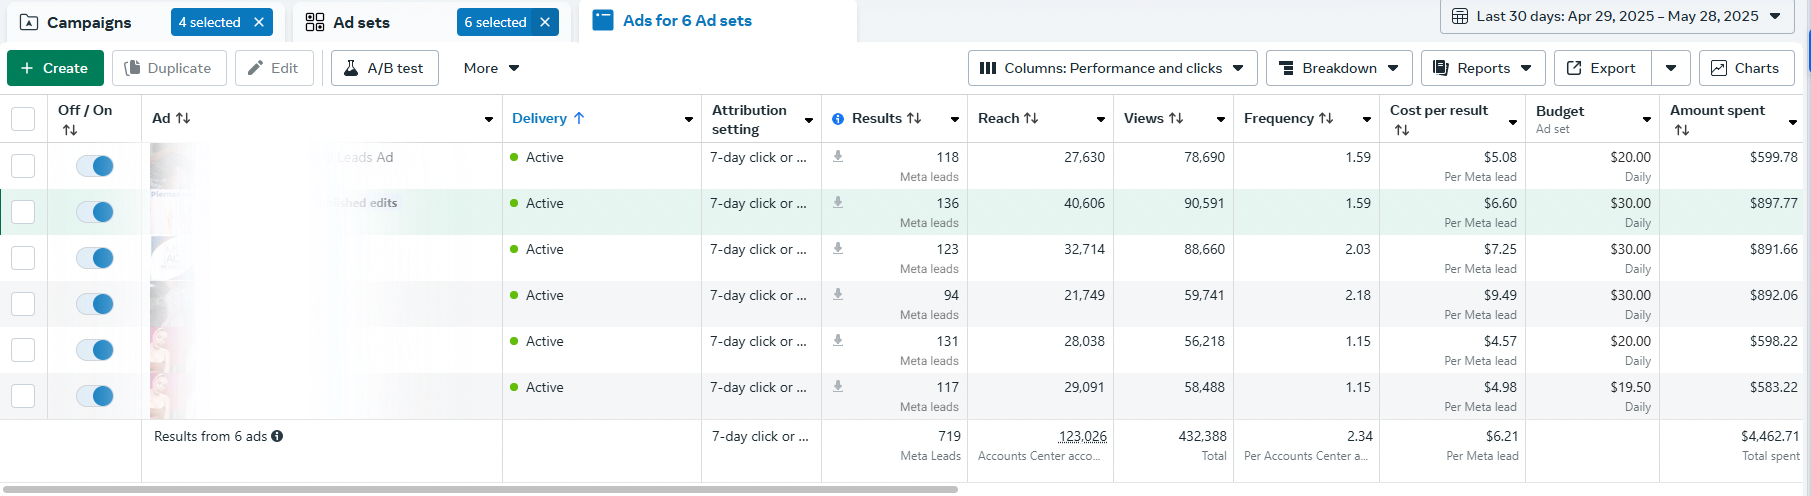 Campaigns 4 selected × Ad sets 6 selected × Ads for 6 Ad sets Last 30 days: Apr 29, 2025 – May 28, 2025
+ Create Duplicate Edit A/B test More Columns: Performance and clicks Breakdown Reports Export Charts
Off / On Ad Delivery Attribution setting Results Reach Views Frequency Cost per result Budget Ad set Amount spent
Leads Ad Active 7-day click or ... 118 27,630 78,690 1.59 $5.08 $20.00 $599.78
Meta leads Per Meta lead Daily
edits Active 7-day click or ... 136 40,606 90,591 1.59 $6.60 $30.00 $897.77
Meta leads Per Meta lead Daily
Active 7-day click or ... 123 32,714 88,660 2.03 $7.25 $30.00 $891.66
Meta leads Per Meta lead Daily
Active 7-day click or ... 94 21,749 59,741 2.18 $9.49 $30.00 $892.06
Meta leads Per Meta lead Daily
Active 7-day click or ... 131 28,038 56,218 1.15 $4.57 $20.00 $598.22
Meta leads Per Meta lead Daily
Active 7-day click or ... 117 29,091 58,488 1.15 $4.98 $19.50 $583.22
Meta leads Per Meta lead Daily
Results from 6 ads 7-day click or ... 719 123,026 432,388 2.34 $6.21 $4,462.71
Meta Leads Accounts Center acco... Total Per Accounts Center a... Per Meta lead Total spent